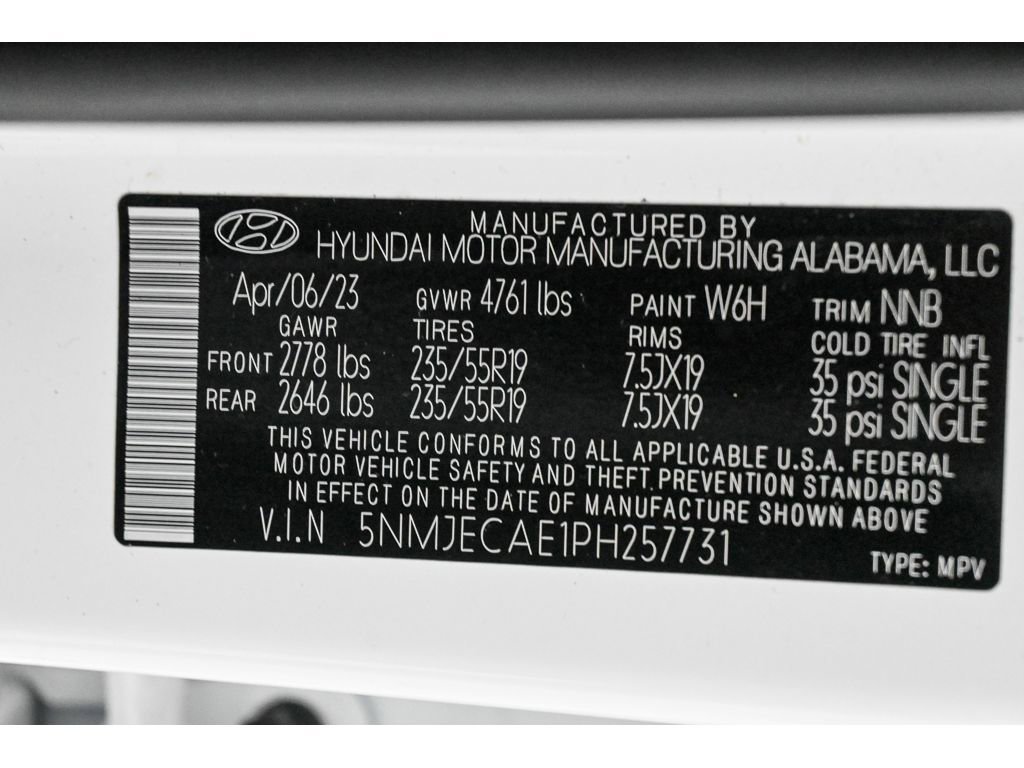 MANUFACTURED BY
HYUNDAI MOTOR MANUFACTURING ALABAMA, LLC
Apr/06/23 GVWR 4761 lbs PAINT W6H TRIM NNB
GAWR TIRES RIMS COLD TIRE INFL
FRONT 2778 lbs 235/55R19 7.5JX19 35 psi SINGLE
REAR 2646 lbs 235/55R19 7.5JX19 35 psi SINGLE
THIS VEHICLE CONFORMS TO ALL APPLICABLE U.S.A. FEDERAL
MOTOR VEHICLE SAFETY AND THEFT PREVENTION STANDARDS
IN EFFECT ON THE DATE OF MANUFACTURE SHOWN ABOVE
V.I.N 5NMJECAE1PH257731
TYPE: MPV